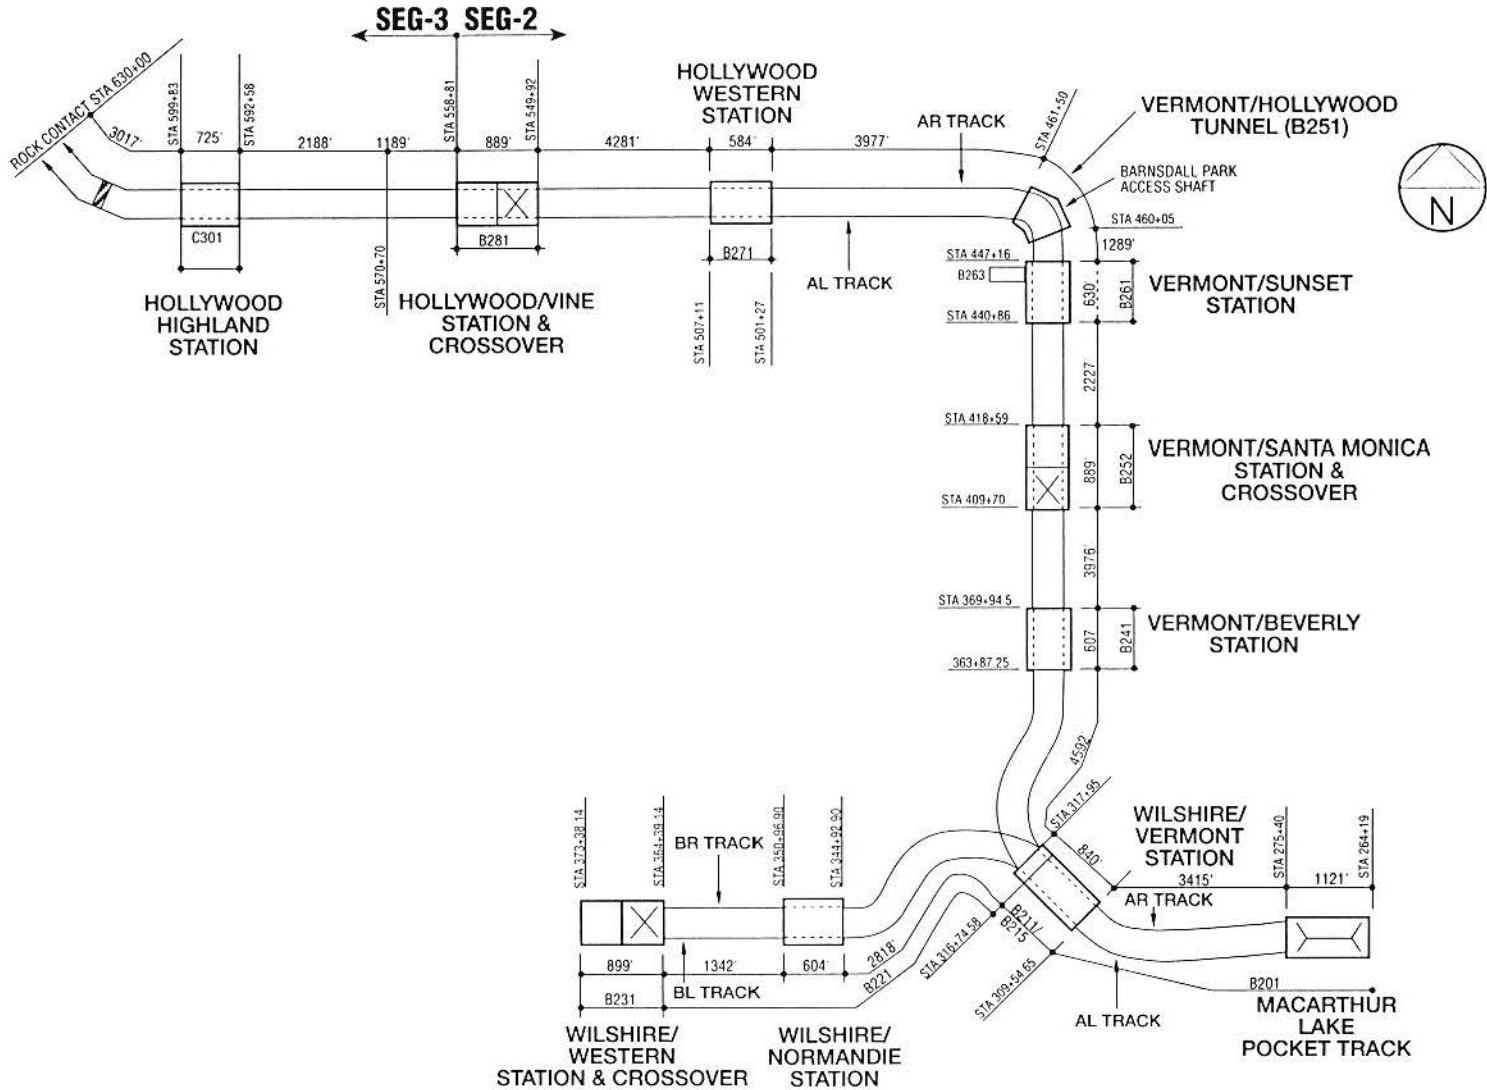 SEG-3 SEG-2
ROCK CONTACT STA 630+00
3017'
STA 599+83
725'
STA 592+58
2188'
1189'
STA 558+81
889'
STA 549+92
4281'
HOLLYWOOD
WESTERN
STATION
584'
3977'
AR TRACK
STA 461+50
VERMONT/HOLLYWOOD
TUNNEL (B251)
BARNSDALL PARK
ACCESS SHAFT
STA 460+05
N
C301
B281
B271
STA 570+70
STA 507+11
STA 501+27
AL TRACK
HOLLYWOOD
HIGHLAND
STATION
HOLLYWOOD/VINE
STATION &
CROSSOVER
STA 447+16
B263
STA 440+86
1289'
630'
B261
VERMONT/SUNSET
STATION
2227
STA 418+59
889'
B252
VERMONT/SANTA MONICA
STATION &
CROSSOVER
STA 409+70
3976'
STA 369+94.5
607
B241
VERMONT/BEVERLY
STATION
363+87.25
4592'
STA 317+95
840'
WILSHIRE/
VERMONT
STATION
STA 275+40
STA 264+19
3415'
1121'
AR TRACK
STA 373+38.14
STA 364+39.14
BR TRACK
STA 350+96.90
STA 344+92.90
B211/
B215
STA 316+74.58
STA 309+54.65
899'
1342'
604'
2818'
B221
B231
BL TRACK
AL TRACK
B201
MACARTHUR
LAKE
POCKET TRACK
WILSHIRE/
WESTERN
STATION & CROSSOVER
WILSHIRE/
NORMANDIE
STATION